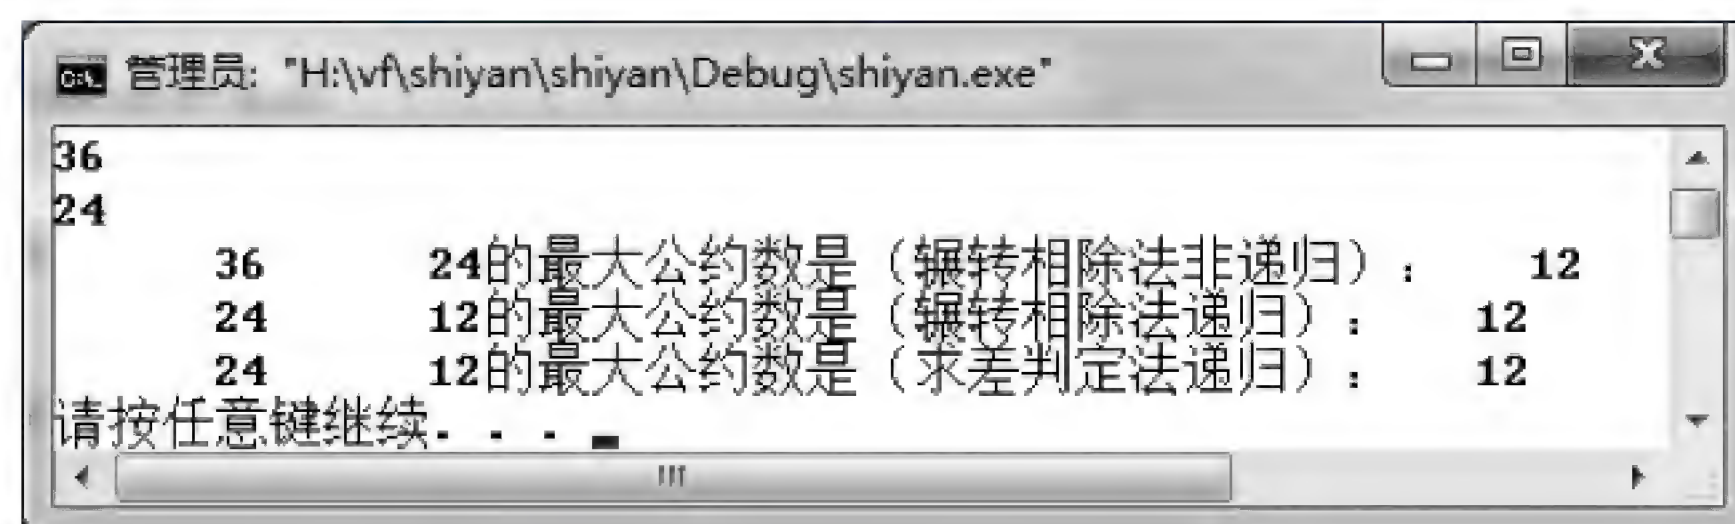 管理员: "H:\vf\shiyan\shiyan\Debug\shiyan.exe"
36
24
36 24的最大公约数是（辗转相除法非递归）： 12
24 12的最大公约数是（辗转相除法递归）： 12
24 12的最大公约数是（求差判定法递归）： 12
请按任意键继续. . .